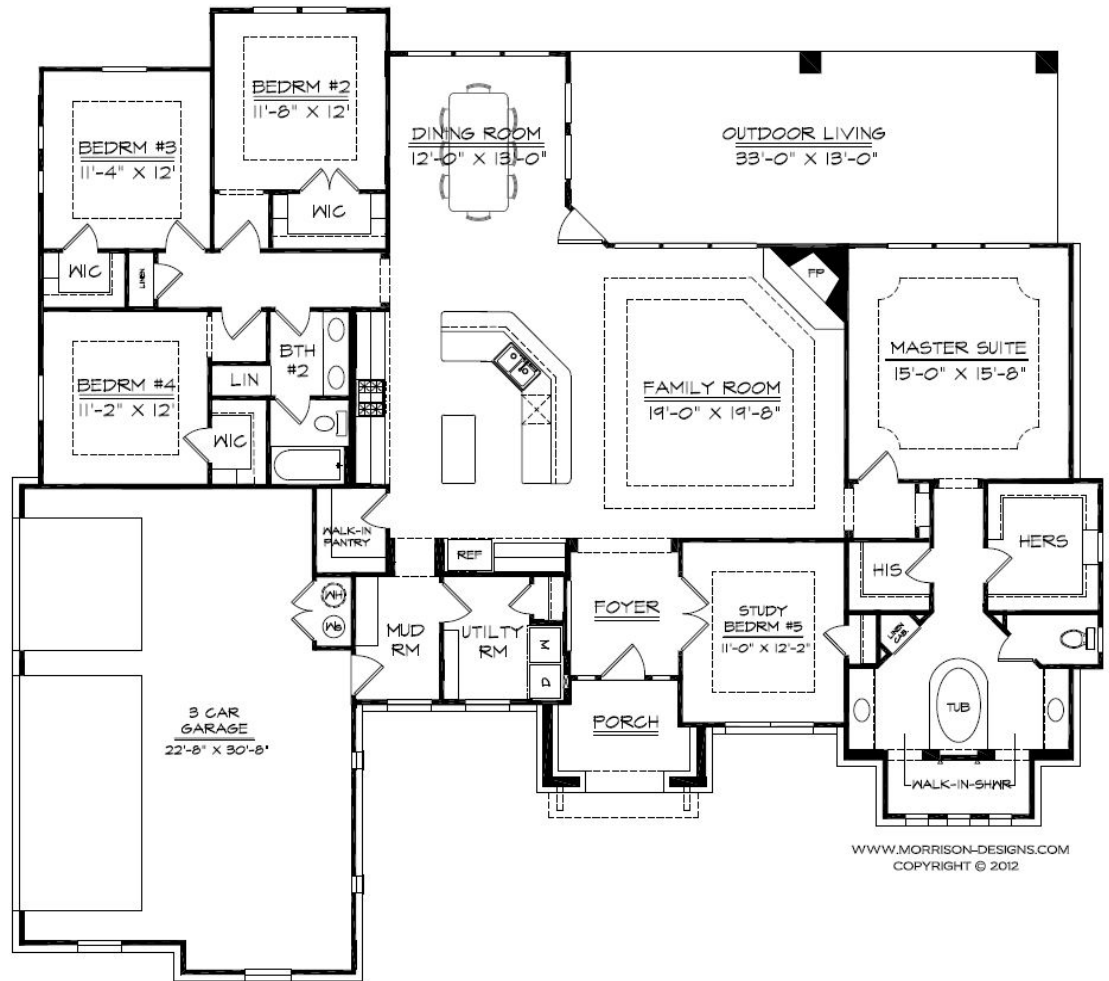 BEDRM #2
11'-8" X 12'
BEDRM #3
11'-4" X 12'
DINING ROOM
12'-0" X 13'-0"
OUTDOOR LIVING
33'-0" X 13'-0"
WIC
WIC
LINEN
FP
MASTER SUITE
15'-0" X 15'-8"
BTH
#2
FAMILY ROOM
19'-0" X 19'-8"
BEDRM #4
11'-2" X 12'
LIN
WIC
WALK-IN
PANTRY
REF
HERS
HIS
WH
WH
MUD
RM
UTILTY
RM
W
D
FOYER
STUDY
BEDRM #5
11'-0" X 12'-2"
LINEN
CAB.
TUB
3 CAR
GARAGE
22'-8" X 30'-8"
PORCH
WALK-IN-SHWR
WWW.MORRISON-DESIGNS.COM
COPYRIGHT © 2012